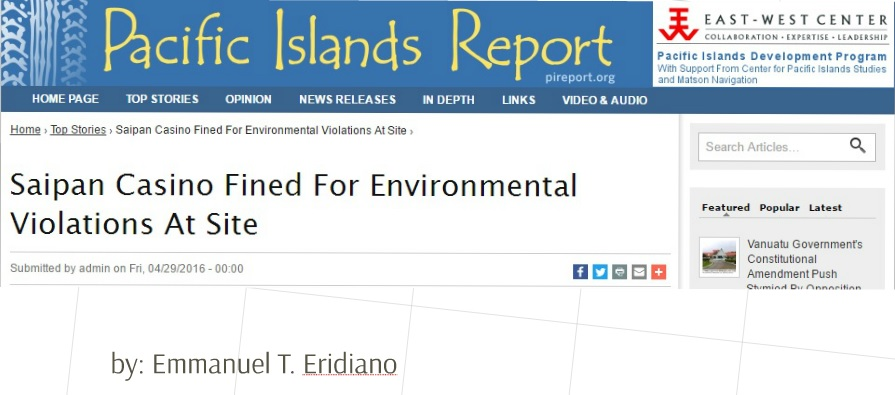 Pacific Islands Report
pireport.org
EAST-WEST CENTER
COLLABORATION • EXPERTISE • LEADERSHIP
Pacific Islands Development Program
With Support From Center for Pacific Islands Studies
and Matson Navigation
HOME PAGE TOP STORIES OPINION NEWS RELEASES IN DEPTH LINKS VIDEO & AUDIO
Home › Top Stories › Saipan Casino Fined For Environmental Violations At Site ›
Saipan Casino Fined For Environmental
Violations At Site
Submitted by admin on Fri, 04/29/2016 - 00:00
Search Articles...
Featured Popular Latest
Vanuatu Government's
Constitutional
Amendment Push
Stymied By Opposition
by: Emmanuel T. Eridiano